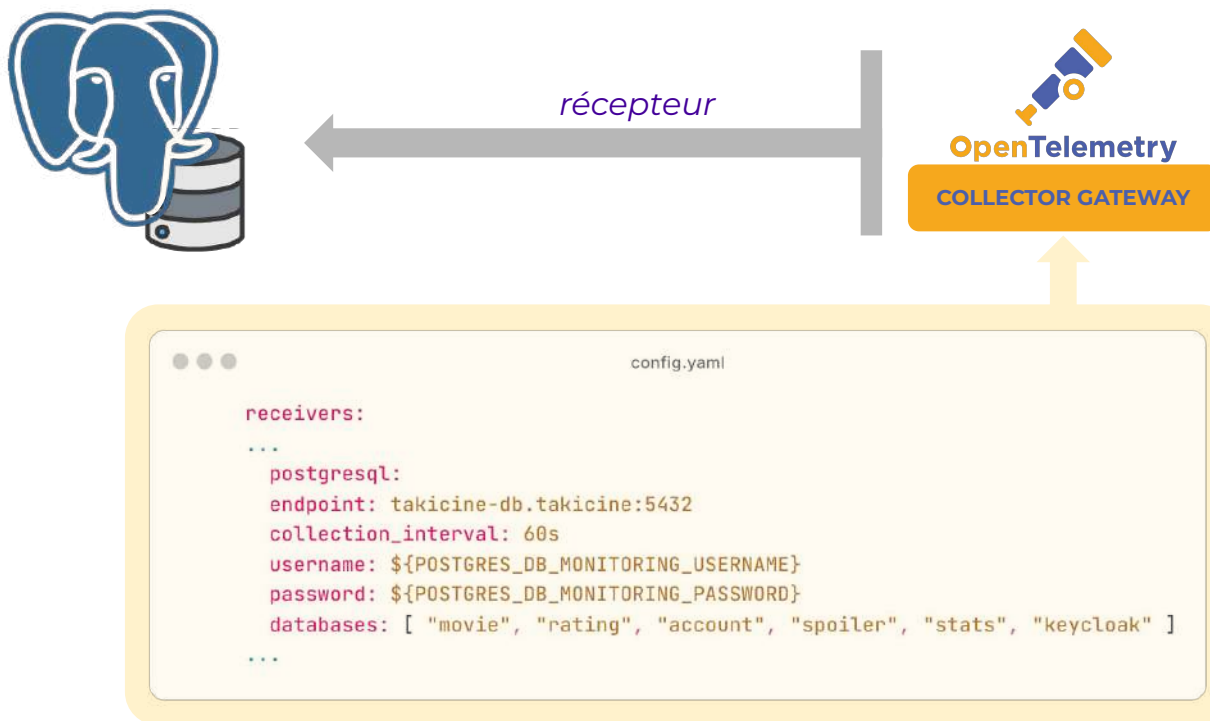 récepteur
OpenTelemetry
COLLECTOR GATEWAY
config.yaml
receivers:
...
postgresql:
endpoint: takicine-db.takicine:5432
collection_interval: 60s
username: ${POSTGRES_DB_MONITORING_USERNAME}
password: ${POSTGRES_DB_MONITORING_PASSWORD}
databases: [ "movie", "rating", "account", "spoiler", "stats", "keycloak" ]
...